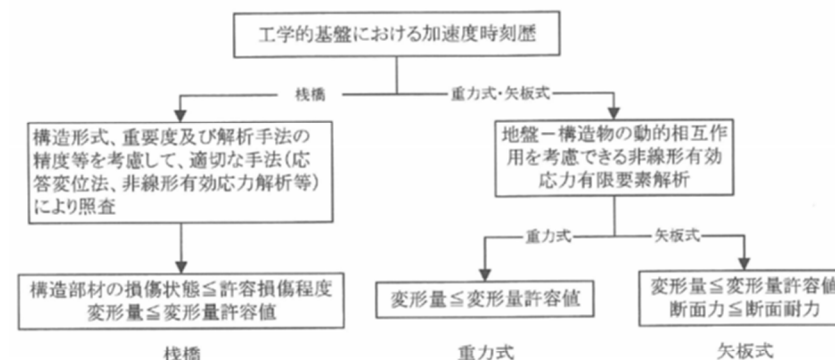 工学的基盤における加速度時刻歴
桟橋
重力式・矢板式
構造形式、重要度及び解析手法の
精度等を考慮して、適切な手法(応
答変位法、非線形有効応力解析等)
により照査
地盤－構造物の動的相互作
用を考慮できる非線形有効
応力有限要素解析
重力式
矢板式
構造部材の損傷状態≦許容損傷程度
変形量≦変形量許容値
変形量≦変形量許容値
変形量≦変形量許容値
断面力≦断面耐力
桟橋
重力式
矢板式